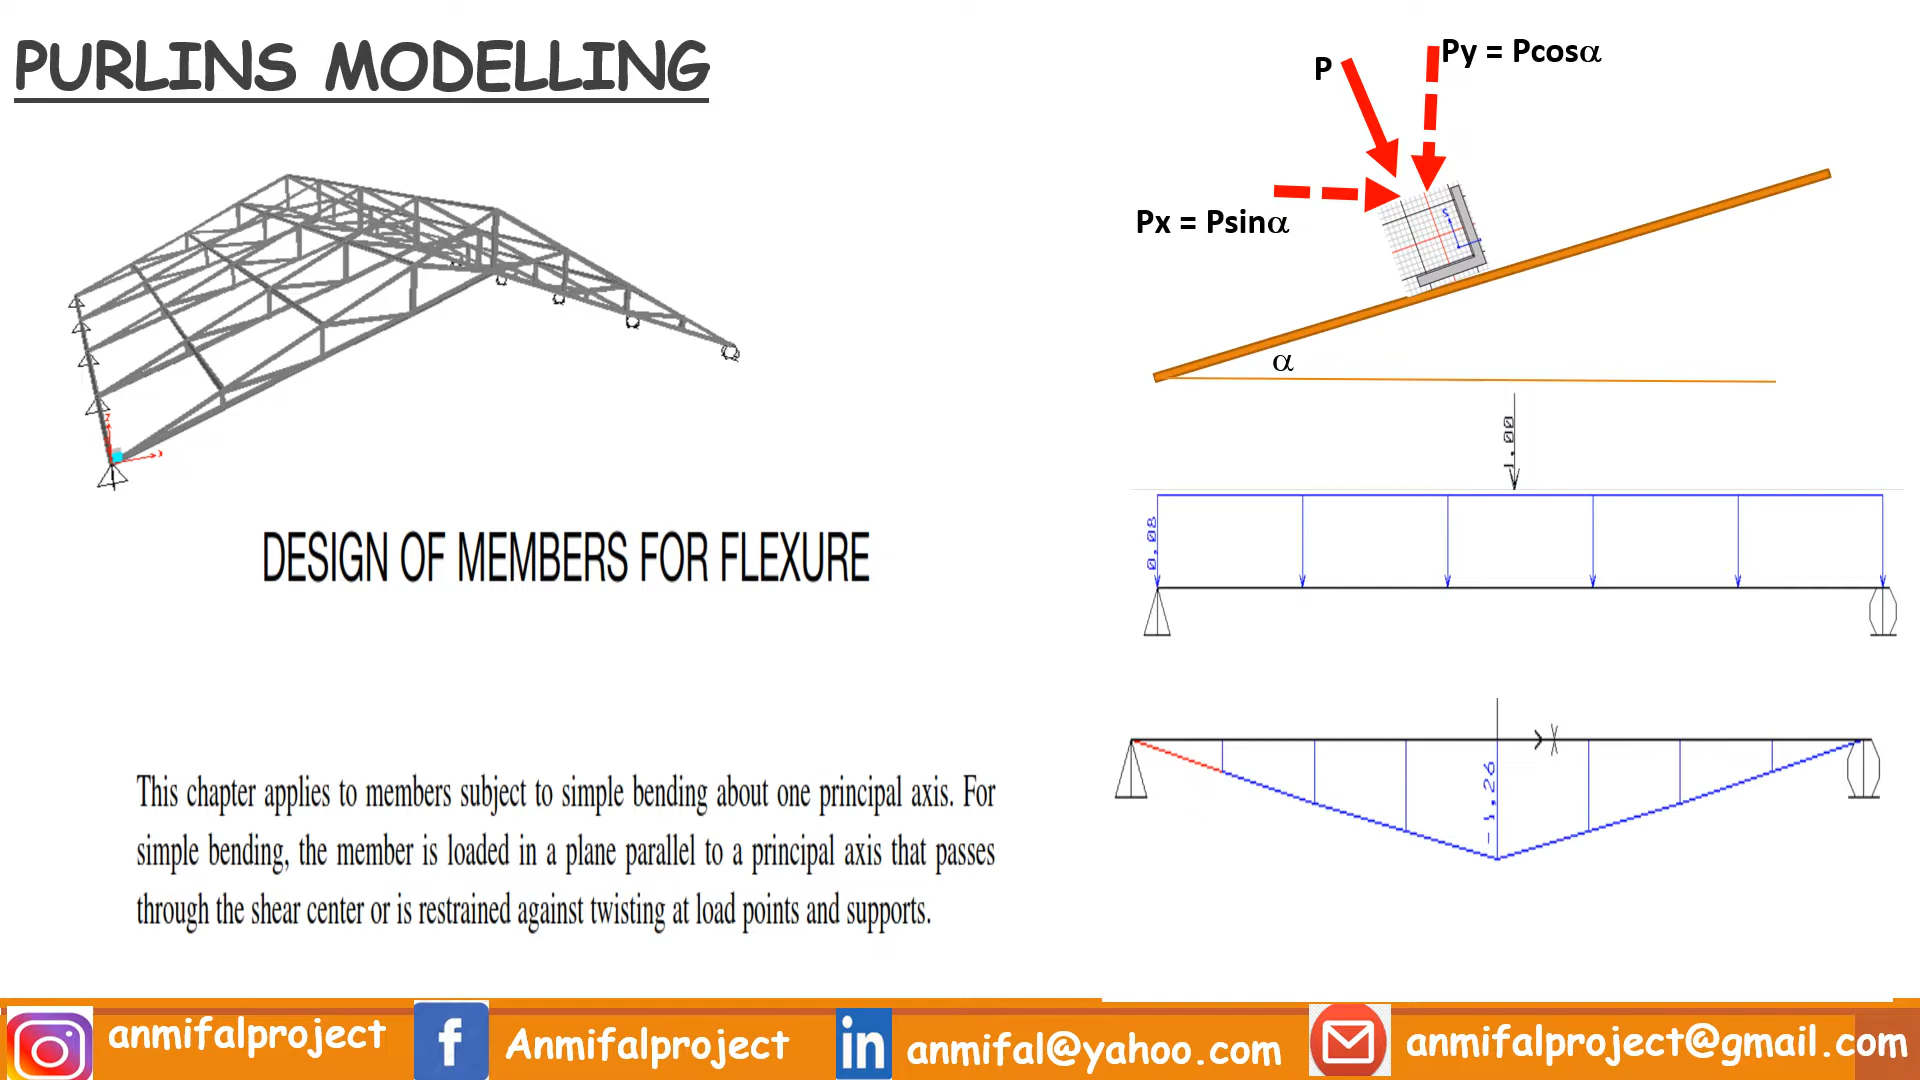 PURLINS MODELLING
P
Py = Pcosα
Px = Psinα
s
α
Z
x
1.00
0.08
DESIGN OF MEMBERS FOR FLEXURE
-1.26
X
This chapter applies to members subject to simple bending about one principal axis. For
simple bending, the member is loaded in a plane parallel to a principal axis that passes
through the shear center or is restrained against twisting at load points and supports.
anmifalproject
f
Anmifalproject
in
anmifal@yahoo.com
anmifalproject@gmail.com